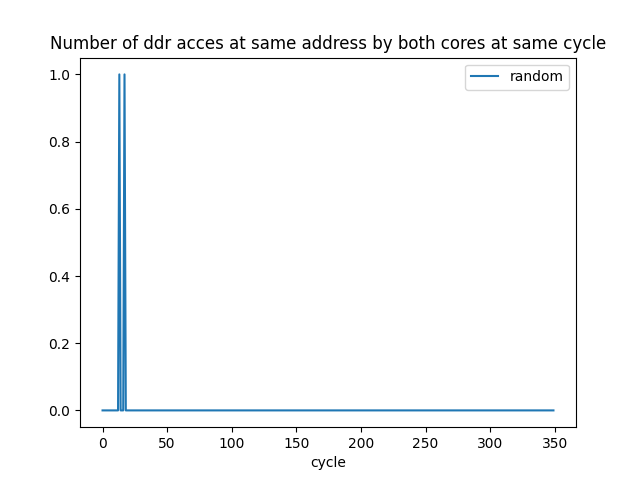 Number of ddr acces at same address by both cores at same cycle
random
1.0
0.8
0.6
0.4
0.2
0.0
0 50 100 150 200 250 300 350
cycle